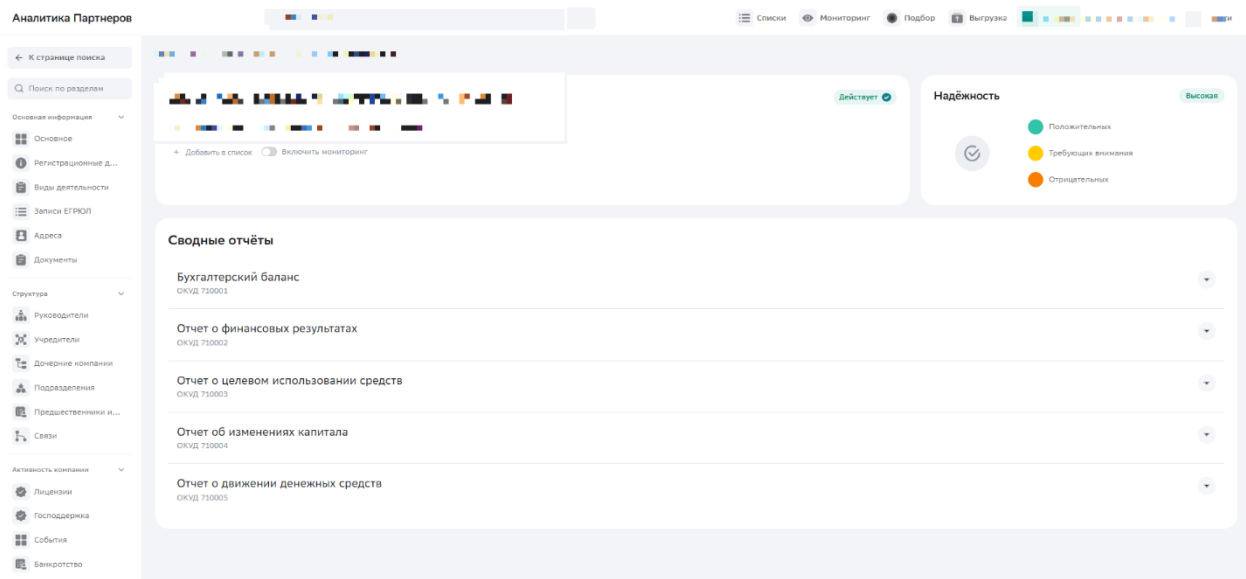 Аналитика Партнеров
Списки
Мониторинг
Подбор
Выгрузка
← К странице поиска
Поиск по разделам
Основная информация
Основное
Регистрационные д...
Виды деятельности
Записи ЕГРЮЛ
Адреса
Документы
Структура
Руководители
Учредители
Дочерние компании
Подразделения
Предшественники и...
Связи
Активность компании
Лицензии
Господдержка
События
Банкротство
Действует
+ Добавить в список
Включить мониторинг
Надёжность
Высокая
Положительных
Требующих внимания
Отрицательных
Сводные отчёты
Бухгалтерский баланс
ОКУД 710001
Отчет о финансовых результатах
ОКУД 710002
Отчет о целевом использовании средств
ОКУД 710003
Отчет об изменениях капитала
ОКУД 710004
Отчет о движении денежных средств
ОКУД 710005